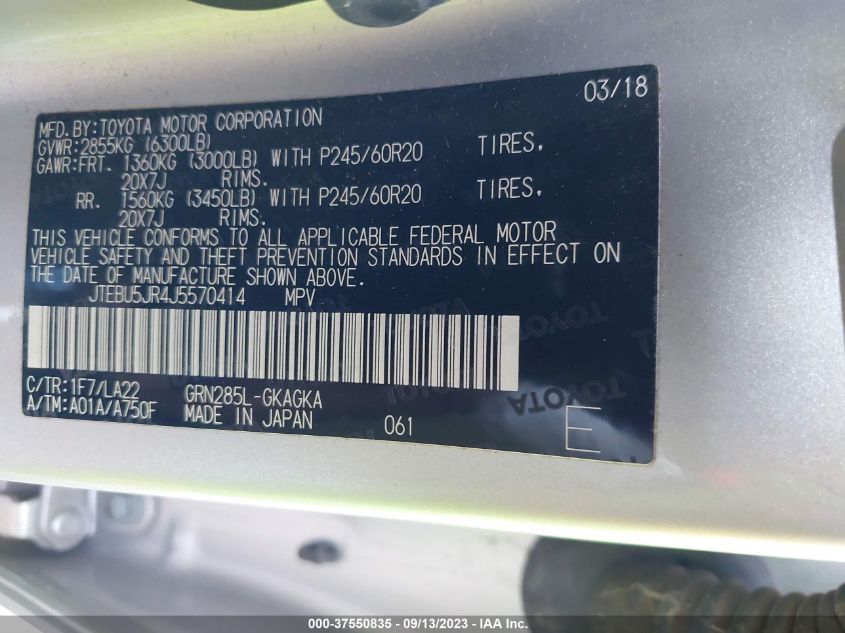 03/18
MFD.BY:TOYOTA MOTOR CORPORATION
GVWR:2855KG (6300LB)
GAWR:FRT. 1360KG (3000LB) WITH P245/60R20 TIRES,
20X7J RIMS.
RR. 1560KG (3450LB) WITH P245/60R20 TIRES,
20X7J RIMS.
THIS VEHICLE CONFORMS TO ALL APPLICABLE FEDERAL MOTOR
VEHICLE SAFETY AND THEFT PREVENTION STANDARDS IN EFFECT ON
THE DATE OF MANUFACTURE SHOWN ABOVE.
JTEBU5JR4J5570414 MPV
C/TR:1F7/LA22 GRN285L-GKAGKA
A/TM:A01A/A750F MADE IN JAPAN 061 E
TOYOTA
000-37550835 - 09/13/2023 - IAA Inc.